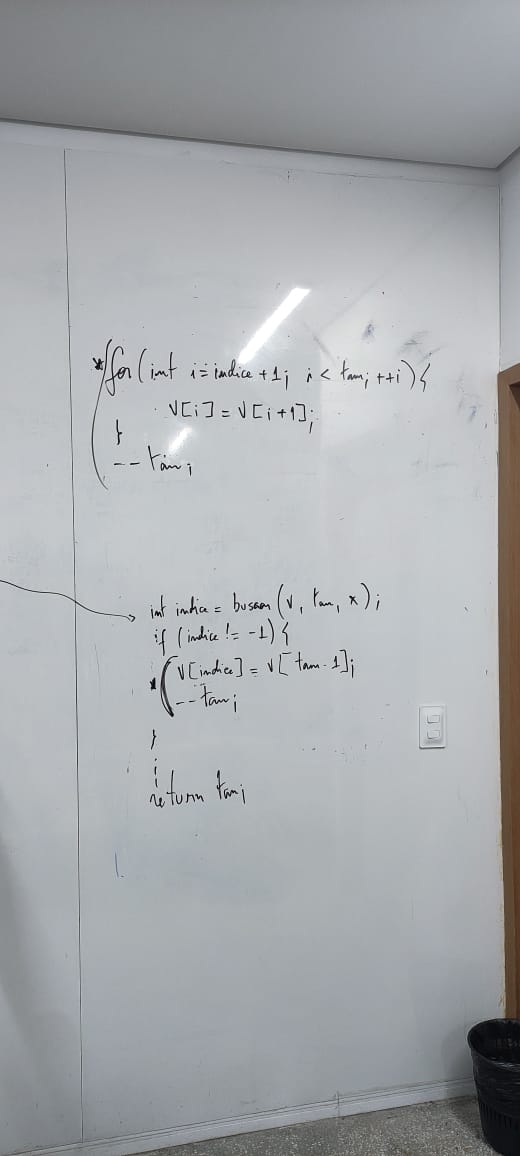 *for (int i = indice + 1; i < tam; ++i) {
V[i] = V[i+1];
}
-- tam;
int indice = buscar (V, tam, x);
if (indice != -1) {
* V[indice] = V[tam-1];
-- tam;
}
return tam;